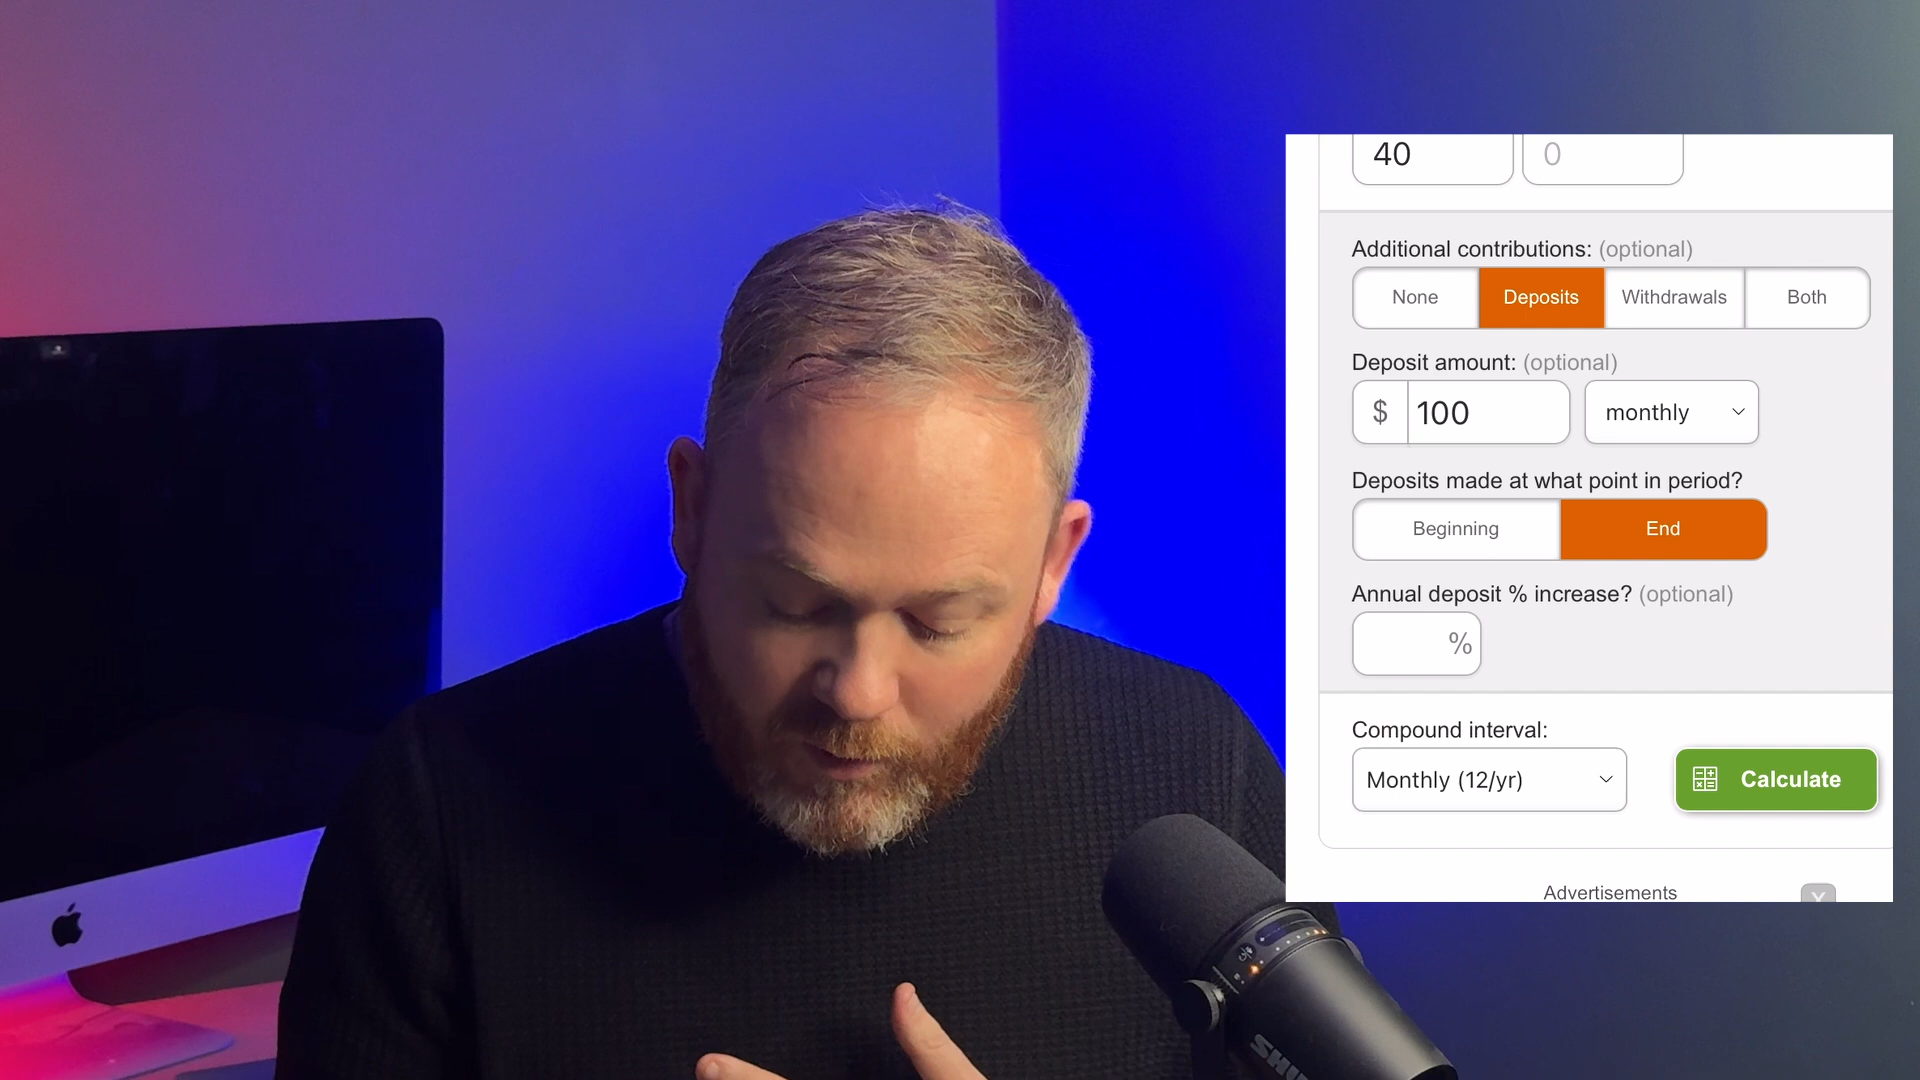 40 0
Additional contributions: (optional)
None Deposits Withdrawals Both
Deposit amount: (optional)
$ 100 monthly
Deposits made at what point in period?
Beginning End
Annual deposit % increase? (optional)
%
Compound interval:
Monthly (12/yr) Calculate
Advertisements